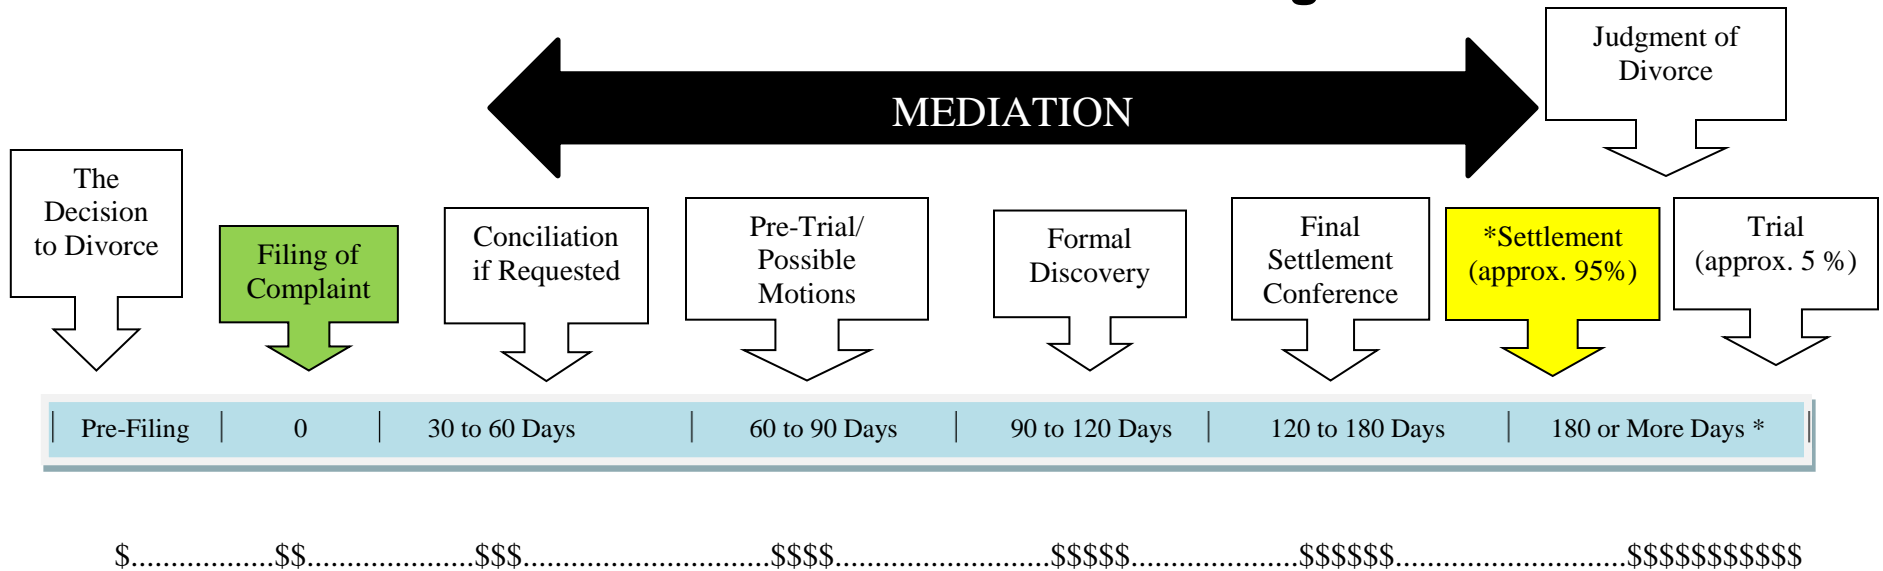 Judgment of
Divorce
MEDIATION
The
Decision
to Divorce
Filing of
Complaint
Conciliation
if Requested
Pre-Trial/
Possible
Motions
Formal
Discovery
Final
Settlement
Conference
*Settlement
(approx. 95%)
Trial
(approx. 5 %)
| Pre-Filing | 0 | 30 to 60 Days | 60 to 90 Days | 90 to 120 Days | 120 to 180 Days | 180 or More Days * |
$..................$$.....................$$$...............................$$$$...........................$$$$$.....................$$$$$$.............................$$$$$$$$$$$